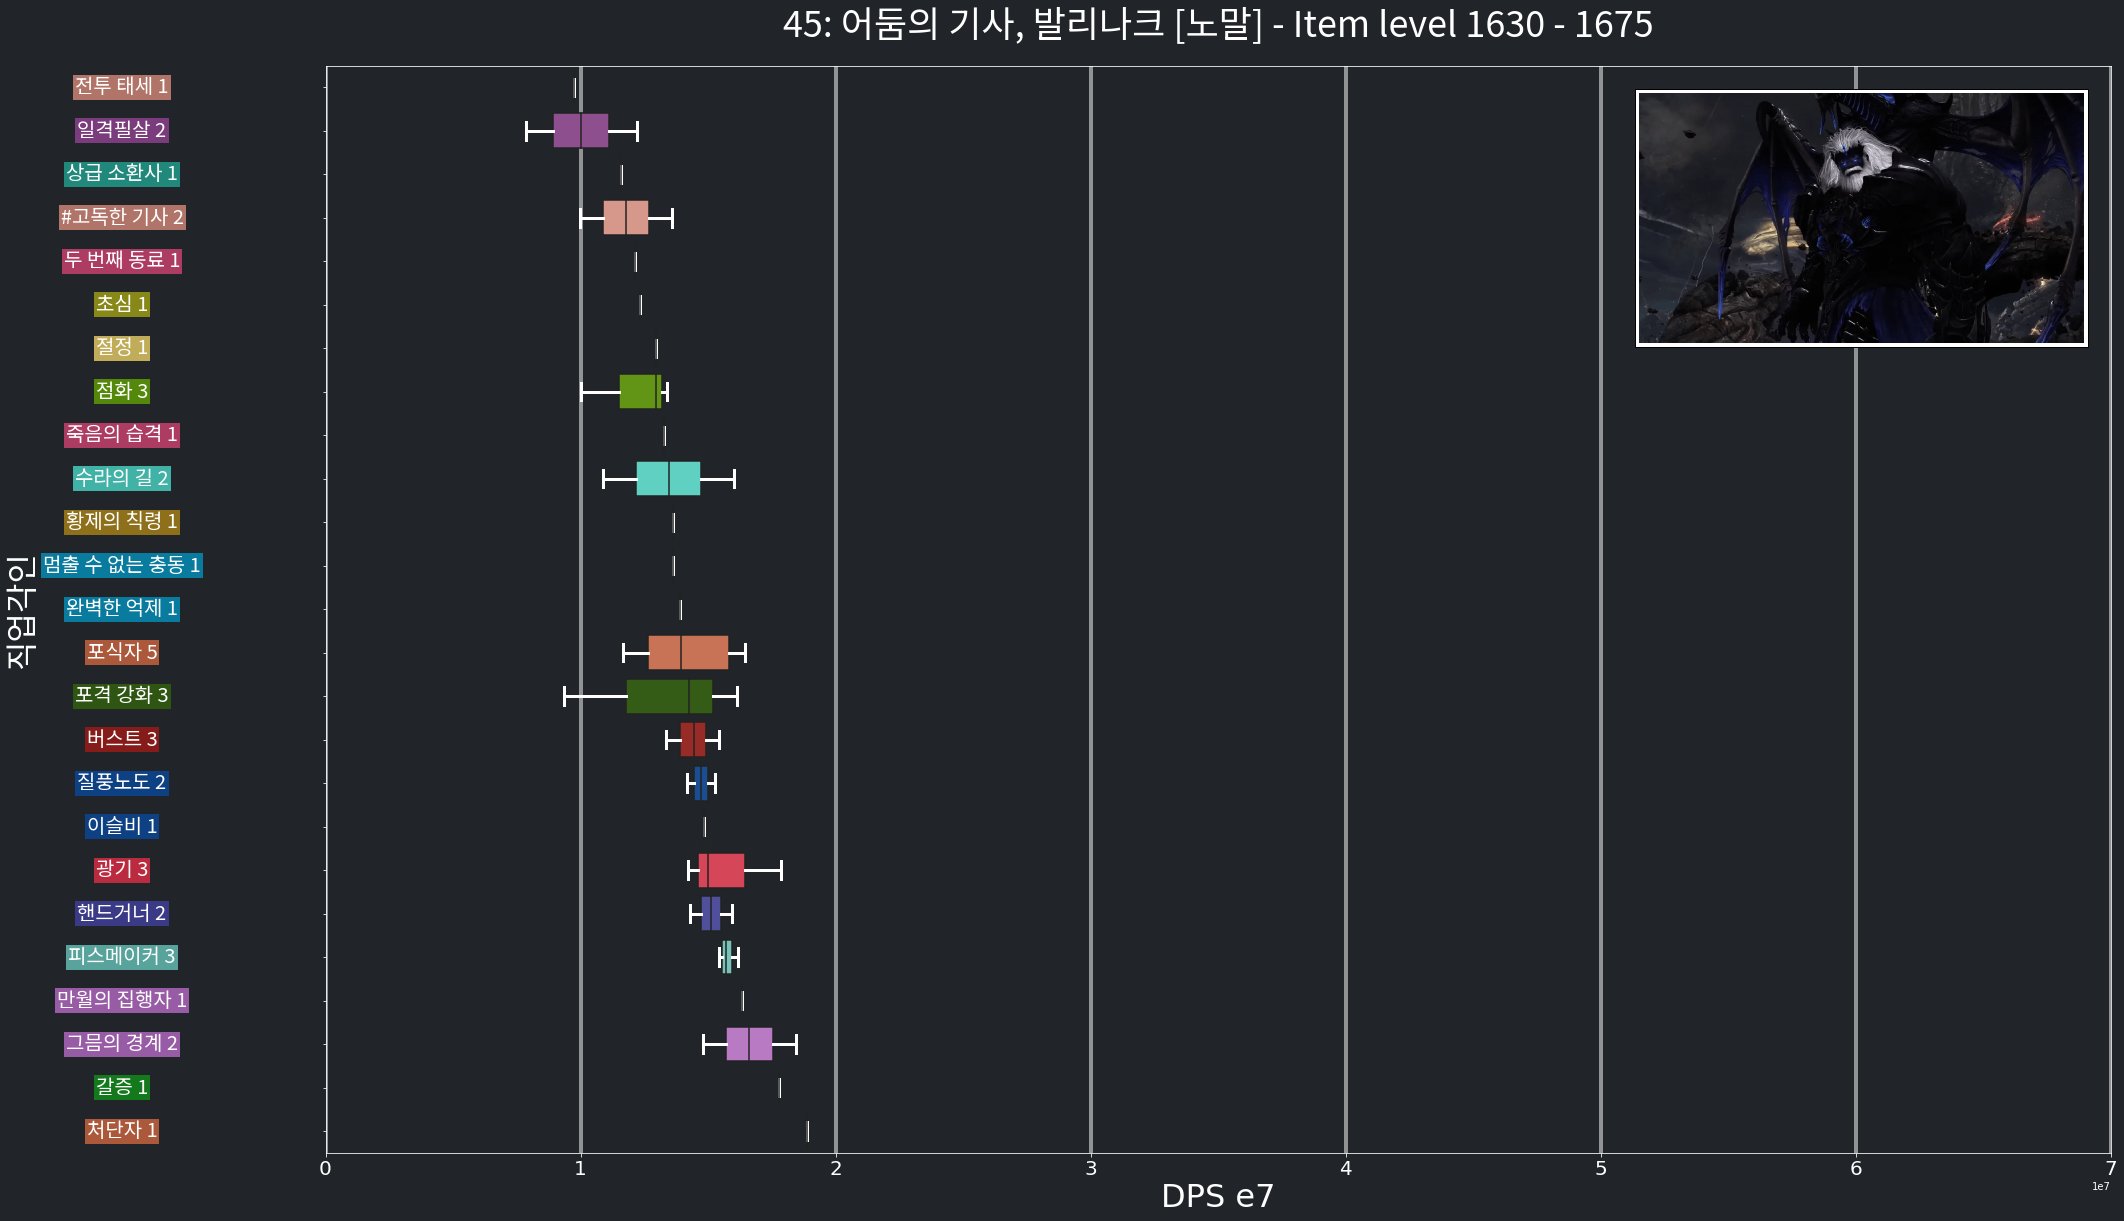 45: 어둠의 기사, 발리나크 [노말] - Item level 1630 - 1675
전투 태세 1
일격필살 2
상급 소환사 1
#고독한 기사 2
두 번째 동료 1
초심 1
절정 1
점화 3
죽음의 습격 1
수라의 길 2
황제의 칙령 1
멈출 수 없는 충동 1
완벽한 억제 1
포식자 5
포격 강화 3
버스트 3
질풍노도 2
이슬비 1
광기 3
핸드거너 2
피스메이커 3
만월의 집행자 1
그믐의 경계 2
갈증 1
처단자 1
직업각인
0 1 2 3 4 5 6 7
1e7
DPS e7